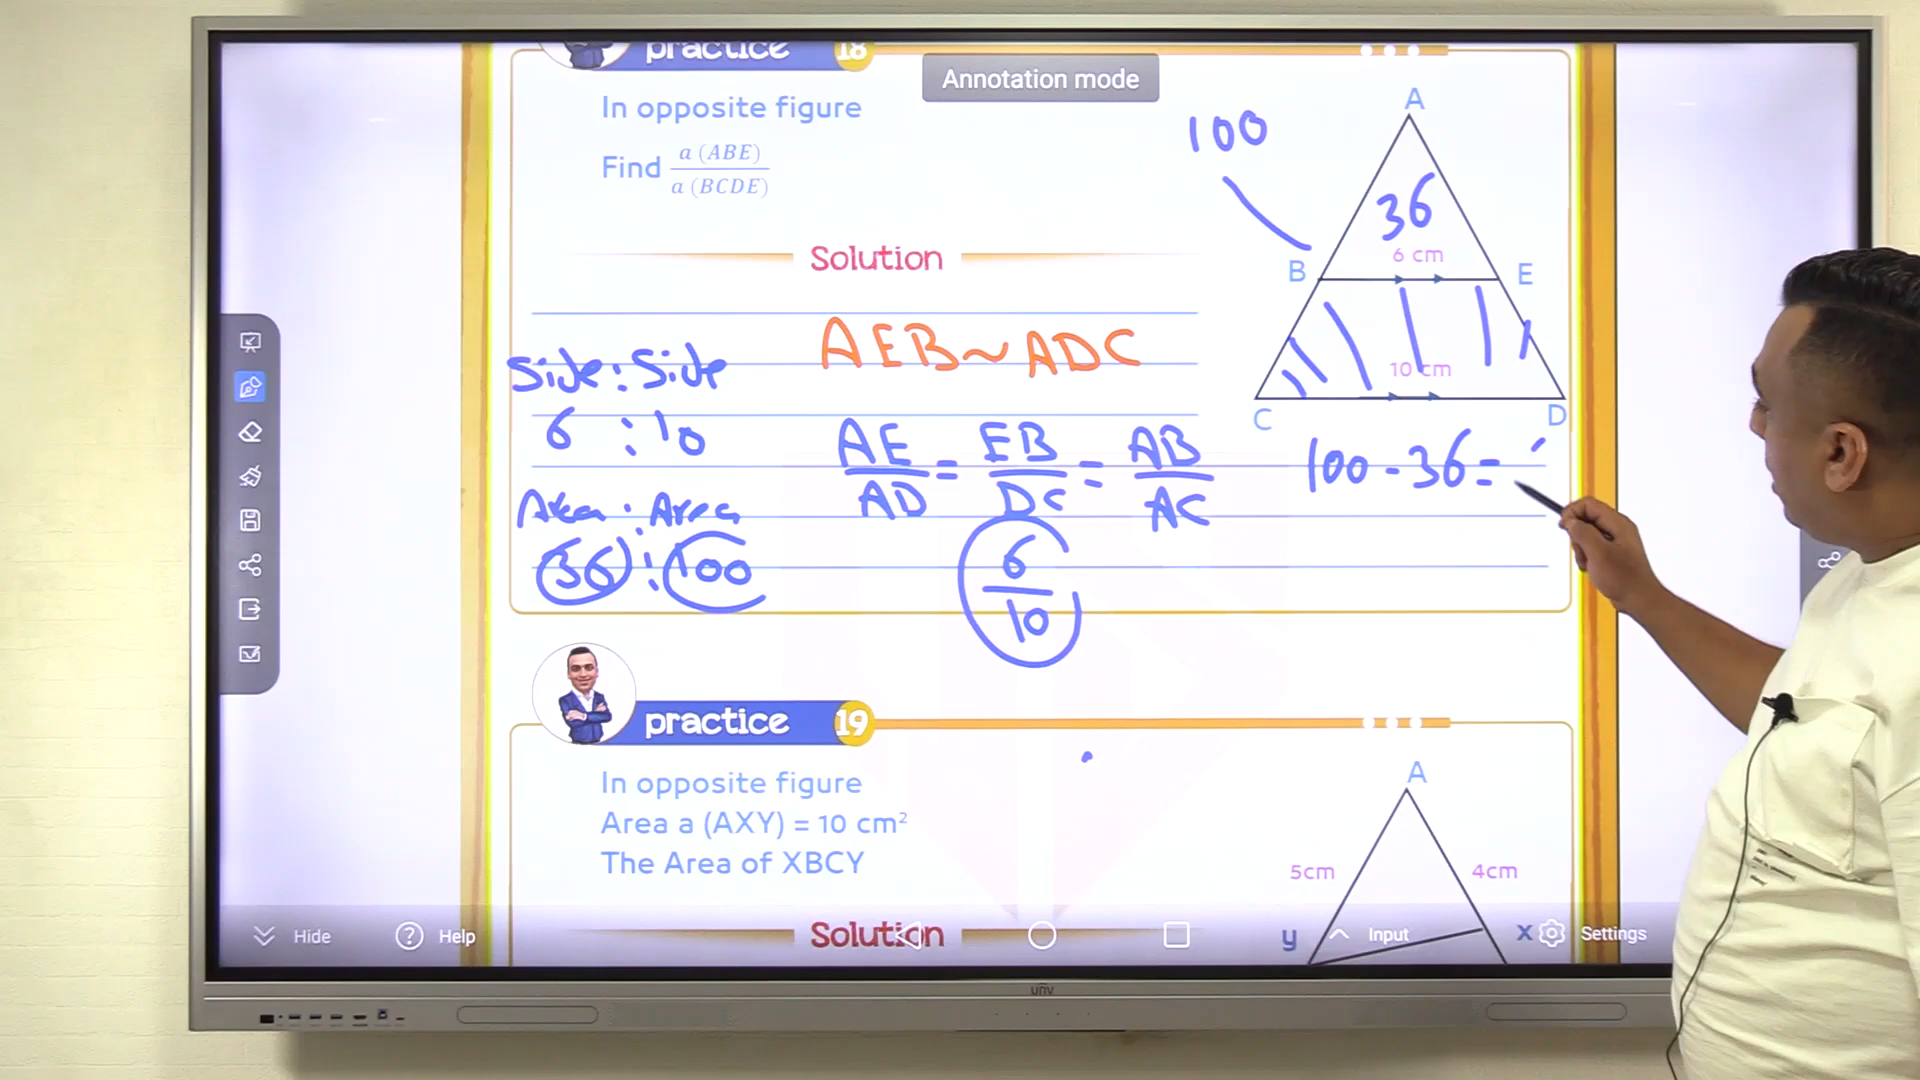 practice 18
Annotation mode
In opposite figure
Find a (ABE) / a (BCDE)
Solution
A
100
36
6 cm
B
E
10 cm
C
D
AEB ~ ADC
Side : Side
6 : 10
AE/AD = EB/DC = AB/AC
100 - 36 =
Area : Area
36 : 100
6/10
practice 19
In opposite figure
Area a (AXY) = 10 cm²
The Area of XBCY
A
5cm
4cm
Solution
y
x
Hide
Help
Input
Settings
unv